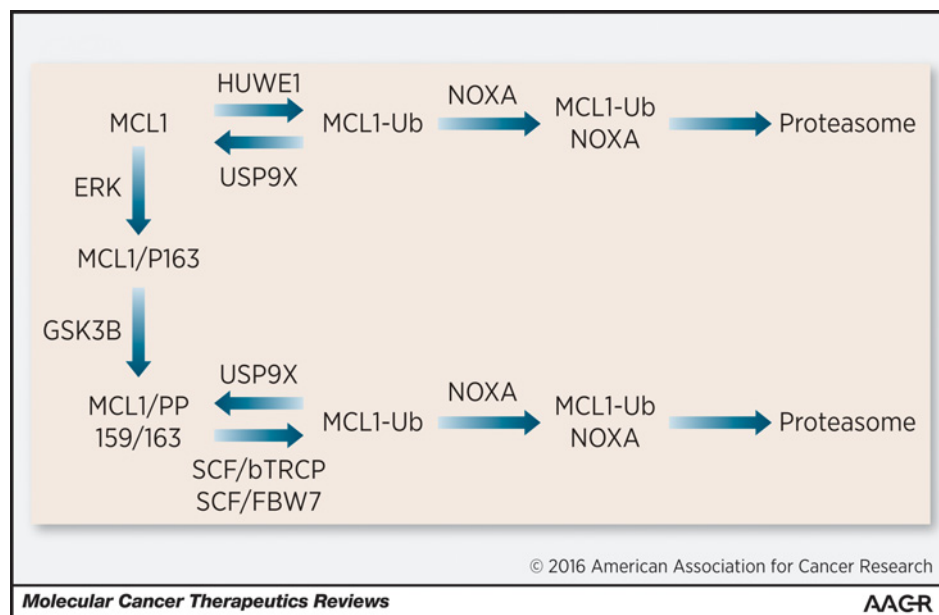 HUWE1
MCL1
MCL1-Ub
NOXA
MCL1-Ub
NOXA
Proteasome
USP9X
ERK
MCL1/P163
GSK3B
USP9X
MCL1/PP
159/163
MCL1-Ub
NOXA
MCL1-Ub
NOXA
Proteasome
SCF/bTRCP
SCF/FBW7
© 2016 American Association for Cancer Research
Molecular Cancer Therapeutics Reviews
AACR